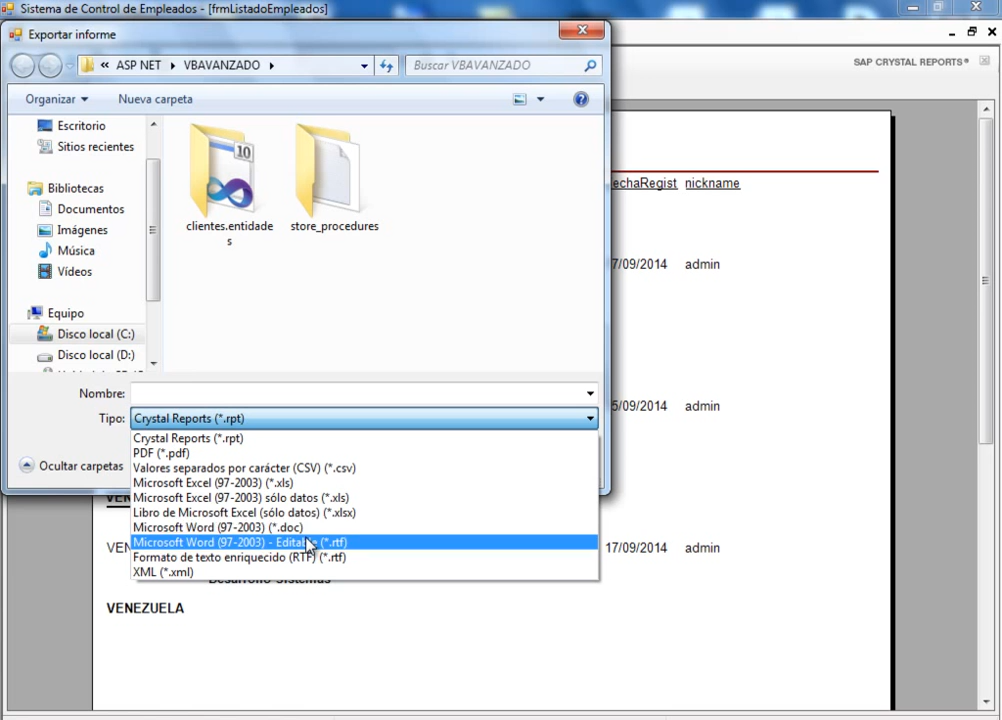 Sistema de Control de Empleados - [frmListadoEmpleados]
Exportar informe
« ASP NET VBAVANZADO
Buscar VBAVANZADO
SAP CRYSTAL REPORTS®
Organizar
Nueva carpeta
Escritorio
Sitios recientes
Bibliotecas
Documentos
Imágenes
Música
Vídeos
Equipo
Disco local (C:)
Disco local (D:)
10
clientes.entidade
s
store_procedures
echaRegist nickname
7/09/2014 admin
5/09/2014 admin
17/09/2014 admin
Nombre:
Tipo: Crystal Reports (*.rpt)
Ocultar carpetas
Crystal Reports (*.rpt)
PDF (*.pdf)
Valores separados por carácter (CSV) (*.csv)
Microsoft Excel (97-2003) (*.xls)
Microsoft Excel (97-2003) sólo datos (*.xls)
Libro de Microsoft Excel (sólo datos) (*.xlsx)
Microsoft Word (97-2003) (*.doc)
Microsoft Word (97-2003) - Editable (*.rtf)
Formato de texto enriquecido (RTF) (*.rtf)
XML (*.xml)
VEN
Desarrollo Sistemas
VENEZUELA